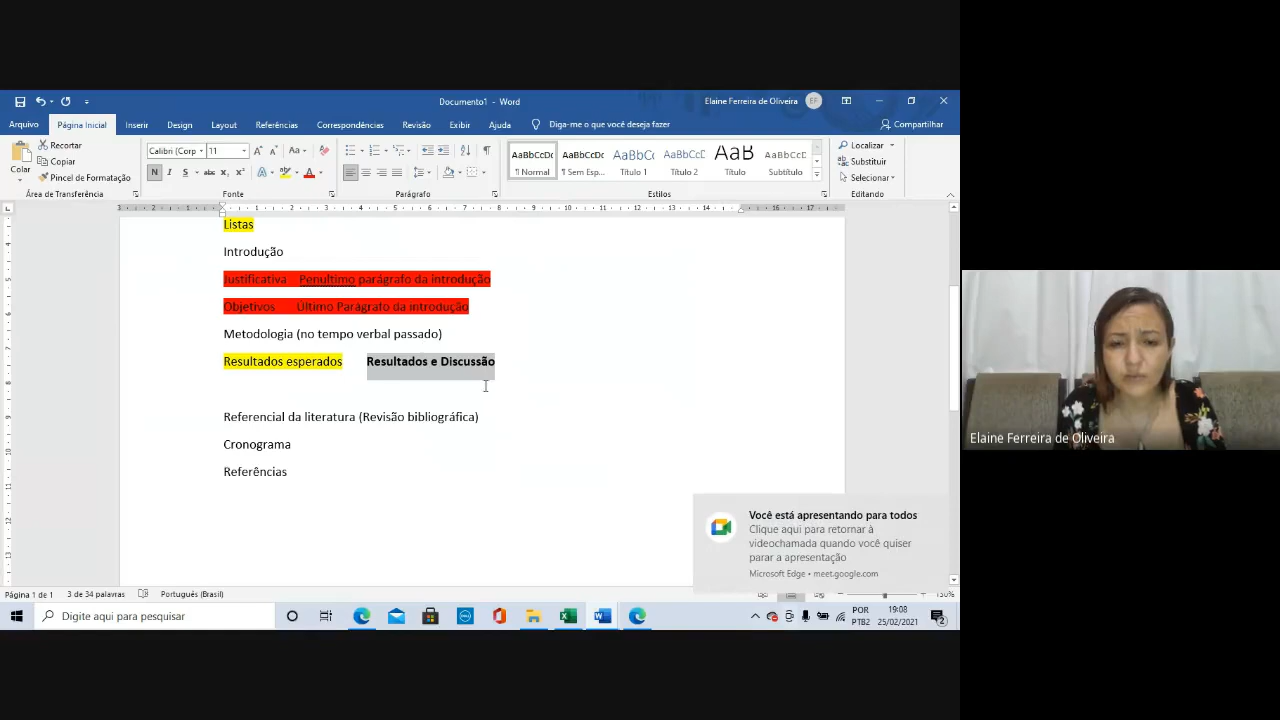 Documento1 - Word
Elaine Ferreira de Oliveira EF
Arquivo Página Inicial Inserir Design Layout Referências Correspondências Revisão Exibir Ajuda Diga-me o que você deseja fazer Compartilhar
Colar
Recortar
Copiar
Pincel de Formatação
Área de Transferência
Calibri (Corp 11
Fonte
Parágrafo
AaBbCcDc AaBbCcDc AaBbCc AaBbCcC AaB AaBbCcD
¶ Normal ¶ Sem Esp... Título 1 Título 2 Título Subtítulo
Estilos
Localizar
Substituir
Selecionar
Editando
Listas
Introdução
Justificativa Penultimo parágrafo da introdução
Objetivos Último Parágrafo da introdução
Metodologia (no tempo verbal passado)
Resultados esperados Resultados e Discussão
Referencial da literatura (Revisão bibliográfica)
Cronograma
Referências
Elaine Ferreira de Oliveira
Você está apresentando para todos
Clique aqui para retornar à
videochamada quando você quiser
parar a apresentação
Microsoft Edge • meet.google.com
Página 1 de 1 3 de 34 palavras Português (Brasil) 130%
Digite aqui para pesquisar
POR
PTB2
19:08
25/02/2021
2